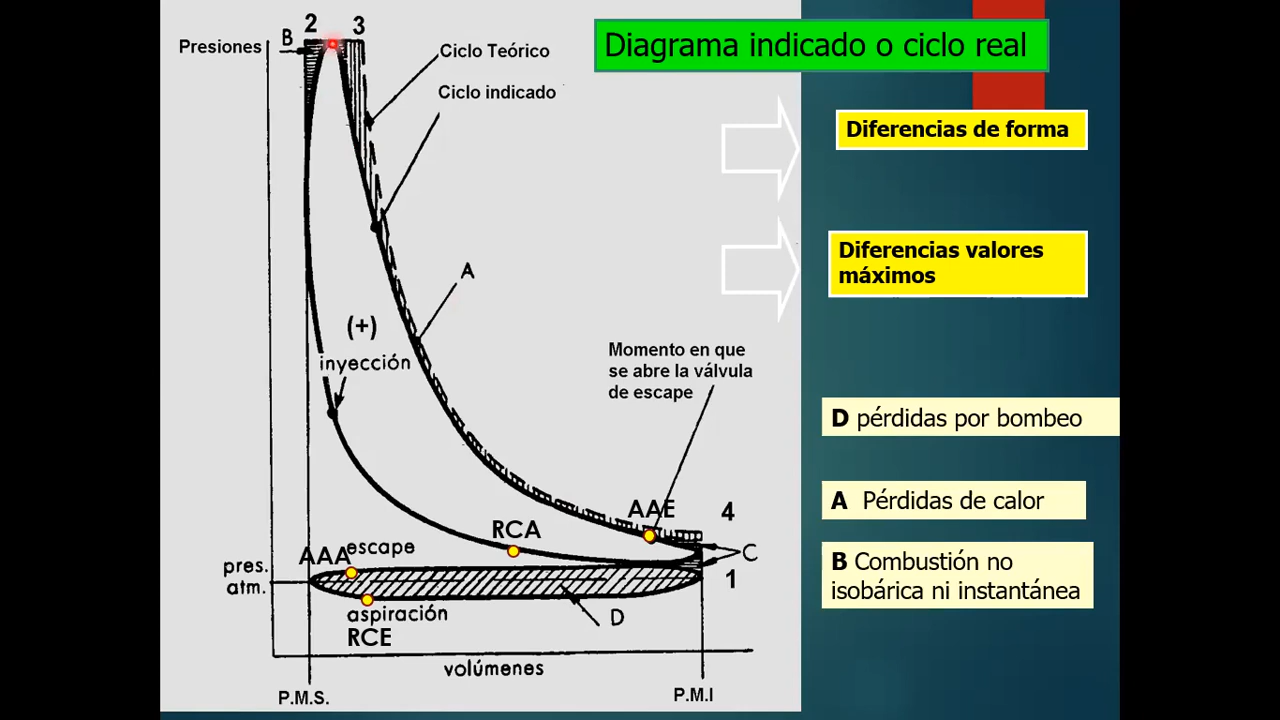 Diagrama indicado o ciclo real
Presiones
B
2
3
Ciclo Teórico
Ciclo indicado
A
(+)
inyección
Momento en que
se abre la válvula
de escape
AAE
4
RCA
C
AAA
escape
pres.
atm.
1
aspiración
RCE
D
volúmenes
P.M.S.
P.M.I
Diferencias de forma
Diferencias valores
máximos
D pérdidas por bombeo
A Pérdidas de calor
B Combustión no
isobárica ni instantánea